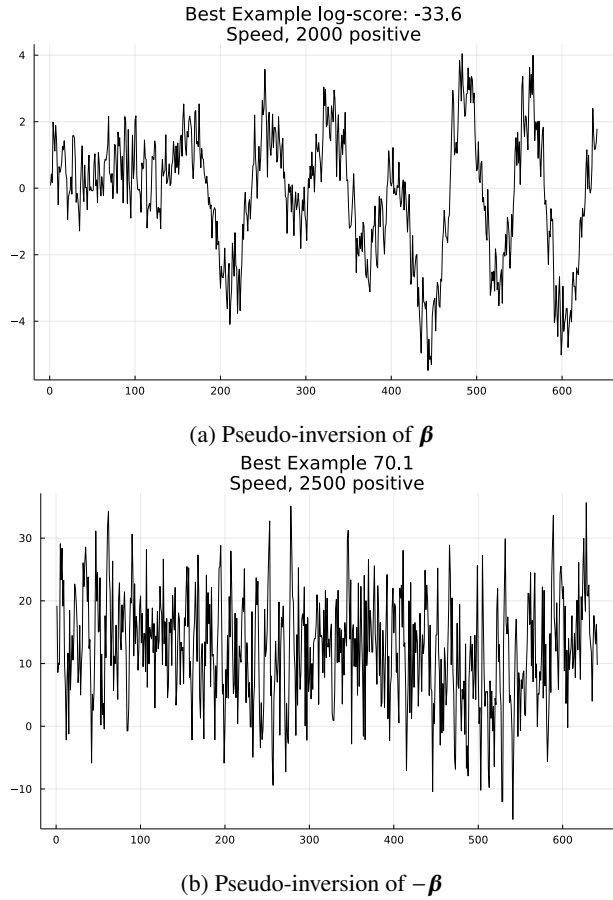 Best Example log-score: -33.6
Speed, 2000 positive
4
2
0
−2
−4
0 100 200 300 400 500 600
(a) Pseudo-inversion of β
Best Example 70.1
Speed, 2500 positive
30
20
10
0
−10
0 100 200 300 400 500 600
(b) Pseudo-inversion of −β